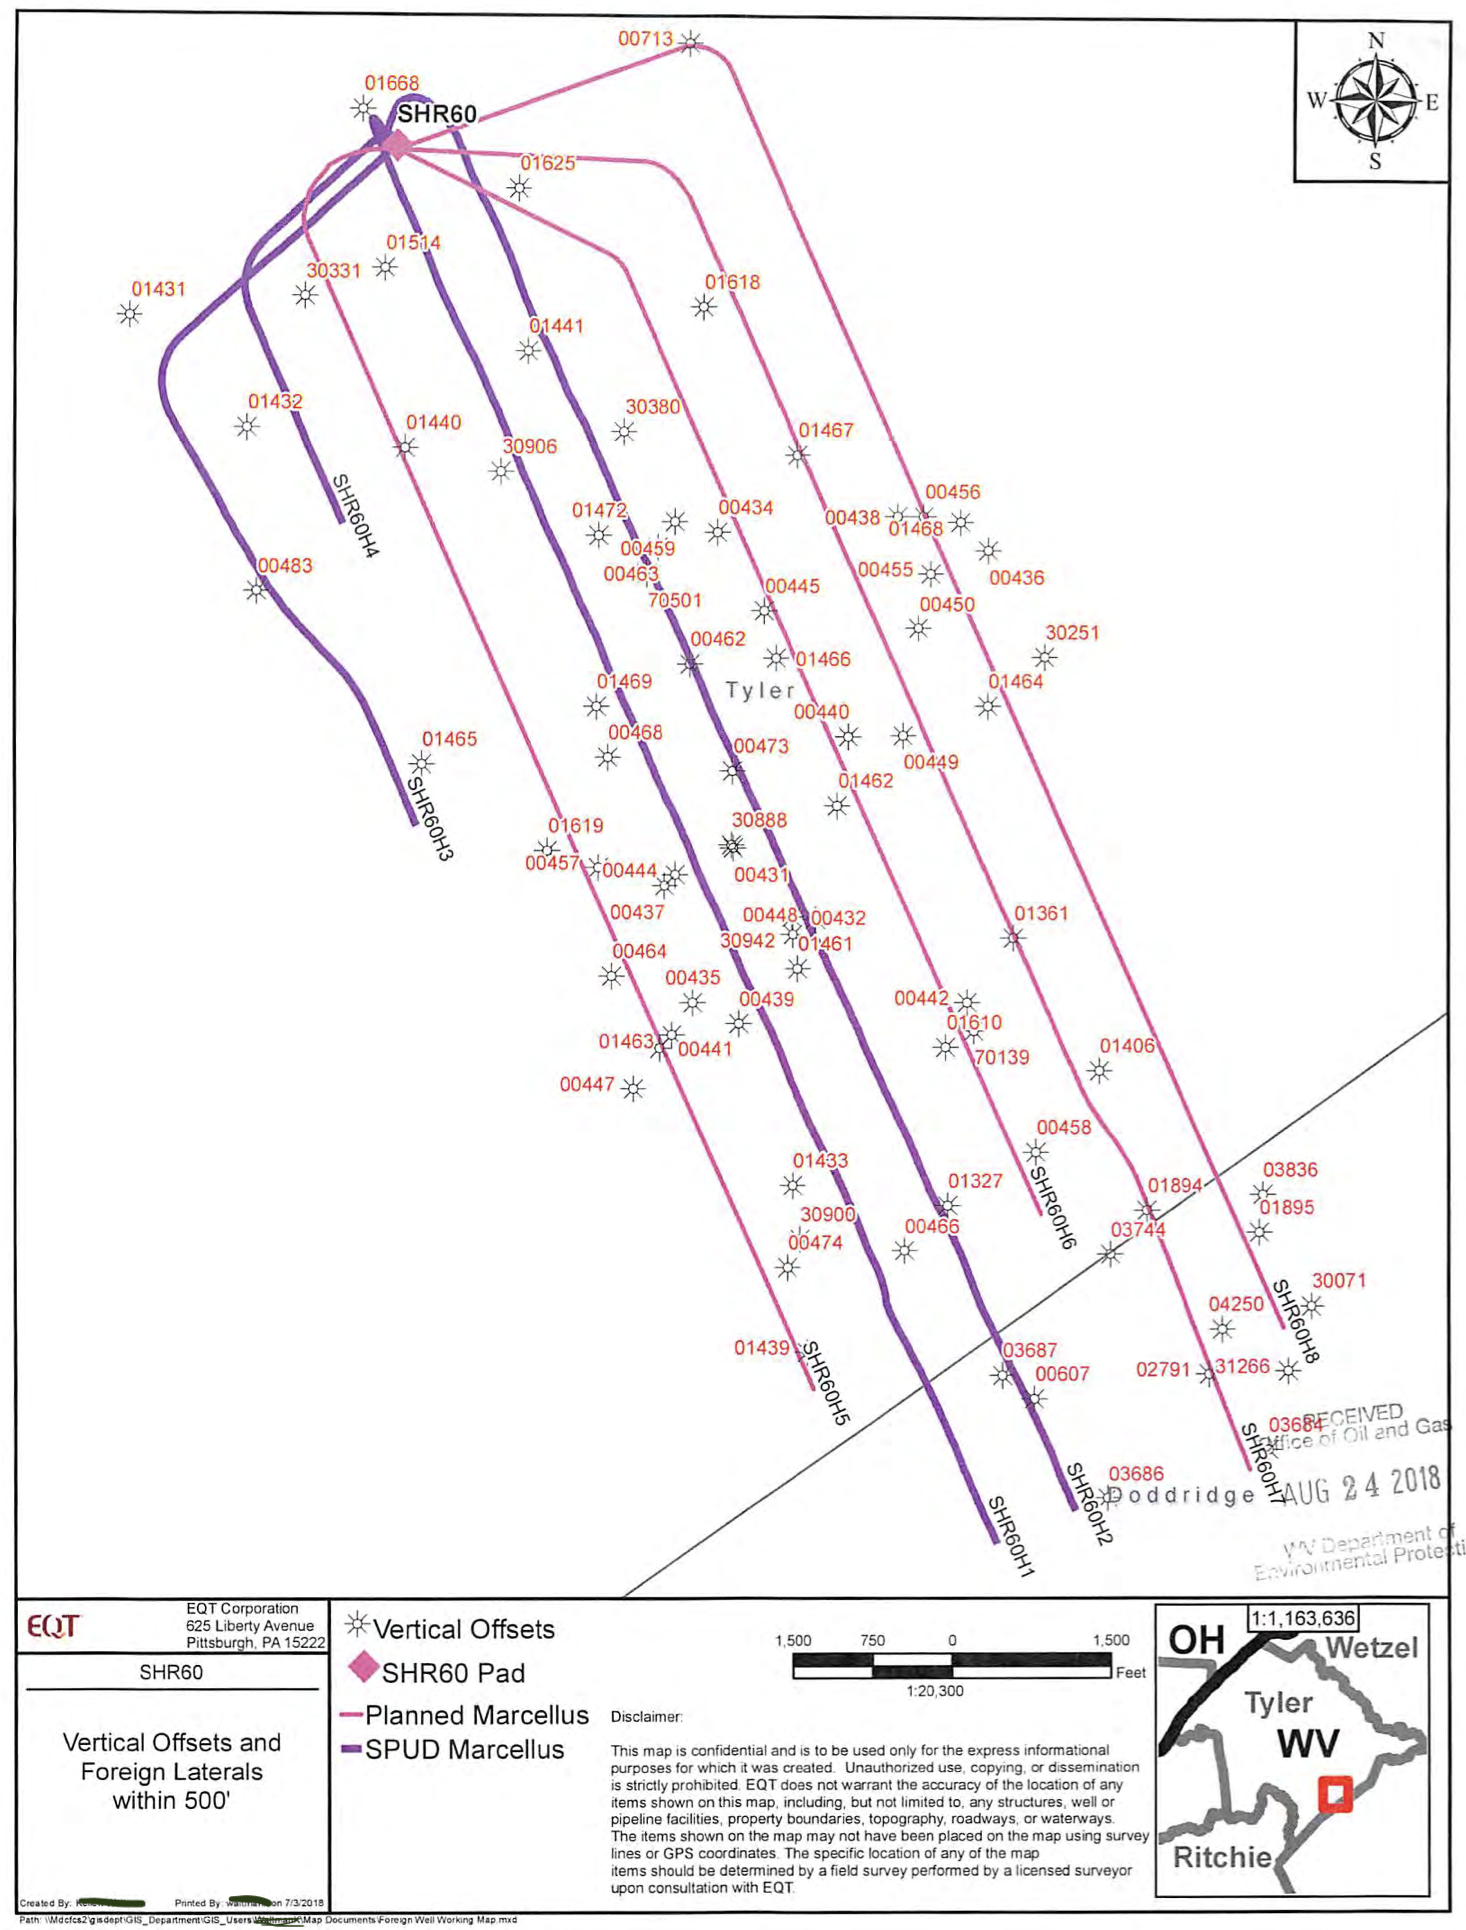 00713
N
W E
S
01668
SHR60
01625
01514
30331
01431
01618
01441
01432
30380
01440
01467
30906
SHR60H4
00456
01472
00434
00438
01468
00459
00463
00455
00436
00483
00445
70501
00450
00462
30251
01466
Tyler
01469
01464
00440
00468
00473
01465
00449
01462
SHR60H3
30888
01619
00457
00444
00431
00437
00448
00432
01361
30942
01461
00464
00435
00442
00439
01610
01463
00441
70139
01406
00447
00458
01433
03836
01327
01894
01895
SHR60H6
30900
00466
03744
00474
30071
04250
SHR60H8
01439
SHR60H5
03687
00607
02791
31266
03684
RECEIVED
Office of Oil and Gas
SHR60H7
03686
Doddridge
AUG 24 2018
SHR60H2
SHR60H1
WV Department of
Environmental Protecti
EQT
EQT Corporation
625 Liberty Avenue
Pittsburgh, PA 15222
SHR60
Vertical Offsets and
Foreign Laterals
within 500'
Created By:
Printed By: on 7/3/2018
Vertical Offsets
SHR60 Pad
Planned Marcellus
SPUD Marcellus
1,500 750 0 1,500
Feet
1:20,300
Disclaimer:
This map is confidential and is to be used only for the express informational
purposes for which it was created. Unauthorized use, copying, or dissemination
is strictly prohibited. EQT does not warrant the accuracy of the location of any
items shown on this map, including, but not limited to, any structures, well or
pipeline facilities, property boundaries, topography, roadways, or waterways.
The items shown on the map may not have been placed on the map using survey
lines or GPS coordinates. The specific location of any of the map
items should be determined by a field survey performed by a licensed surveyor
upon consultation with EQT.
1:1,163,636
OH
Wetzel
Tyler
WV
Ritchie
Path: \\Mdcfcs2\gisdept\GIS_Department\GIS_Users\ \Map Documents\Foreign Well Working Map.mxd